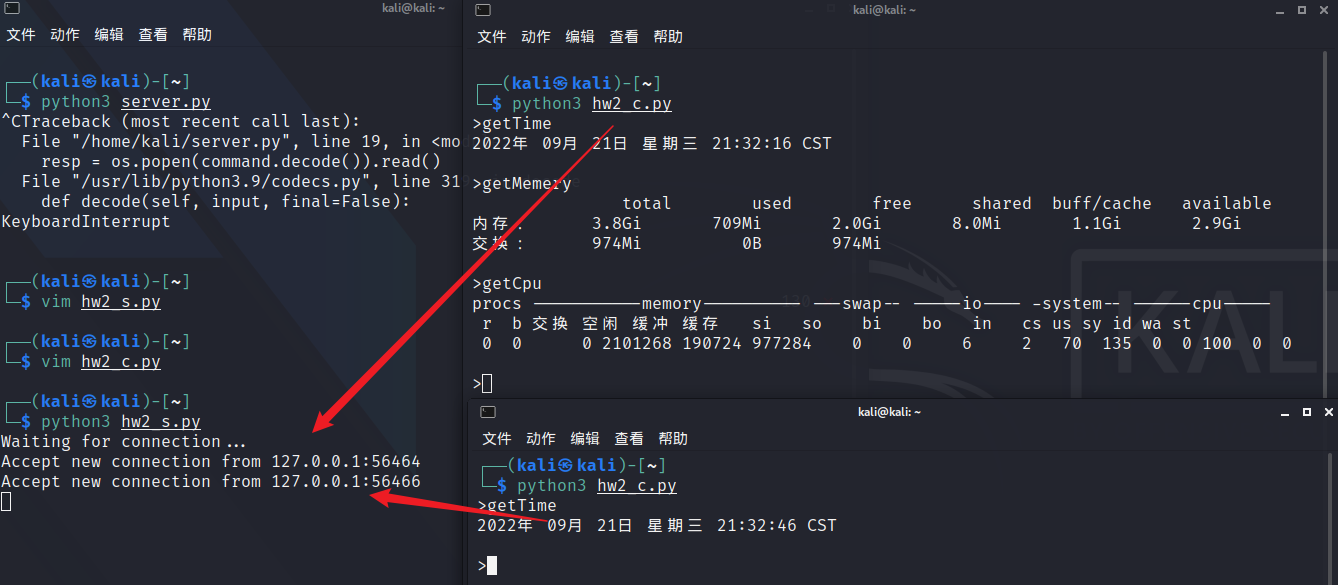 kali@kali: ~
文件 动作 编辑 查看 帮助
┌──(kali㉿kali)-[~]
└─$ python3 server.py
^CTraceback (most recent call last):
  File "/home/kali/server.py", line 19, in <mo
    resp = os.popen(command.decode()).read()
  File "/usr/lib/python3.9/codecs.py", line 31
    def decode(self, input, final=False):
KeyboardInterrupt
┌──(kali㉿kali)-[~]
└─$ vim hw2_s.py
┌──(kali㉿kali)-[~]
└─$ vim hw2_c.py
┌──(kali㉿kali)-[~]
└─$ python3 hw2_s.py
Waiting for connection...
Accept new connection from 127.0.0.1:56464
Accept new connection from 127.0.0.1:56466
kali@kali: ~
文件 动作 编辑 查看 帮助
┌──(kali㉿kali)-[~]
└─$ python3 hw2_c.py
>getTime
2022年 09月 21日 星期三 21:32:16 CST
>getMemery
total used free shared buff/cache available
内存: 3.8Gi 709Mi 2.0Gi 8.0Mi 1.1Gi 2.9Gi
交换: 974Mi 0B 974Mi
>getCpu
procs -----------memory---------- ---swap-- -----io---- -system-- ------cpu-----
r b 交换 空闲 缓冲 缓存 si so bi bo in cs us sy id wa st
0 0 0 2101268 190724 977284 0 0 6 2 70 135 0 0 100 0 0
>
KALI
kali@kali: ~
文件 动作 编辑 查看 帮助
┌──(kali㉿kali)-[~]
└─$ python3 hw2_c.py
>getTime
2022年 09月 21日 星期三 21:32:46 CST
>